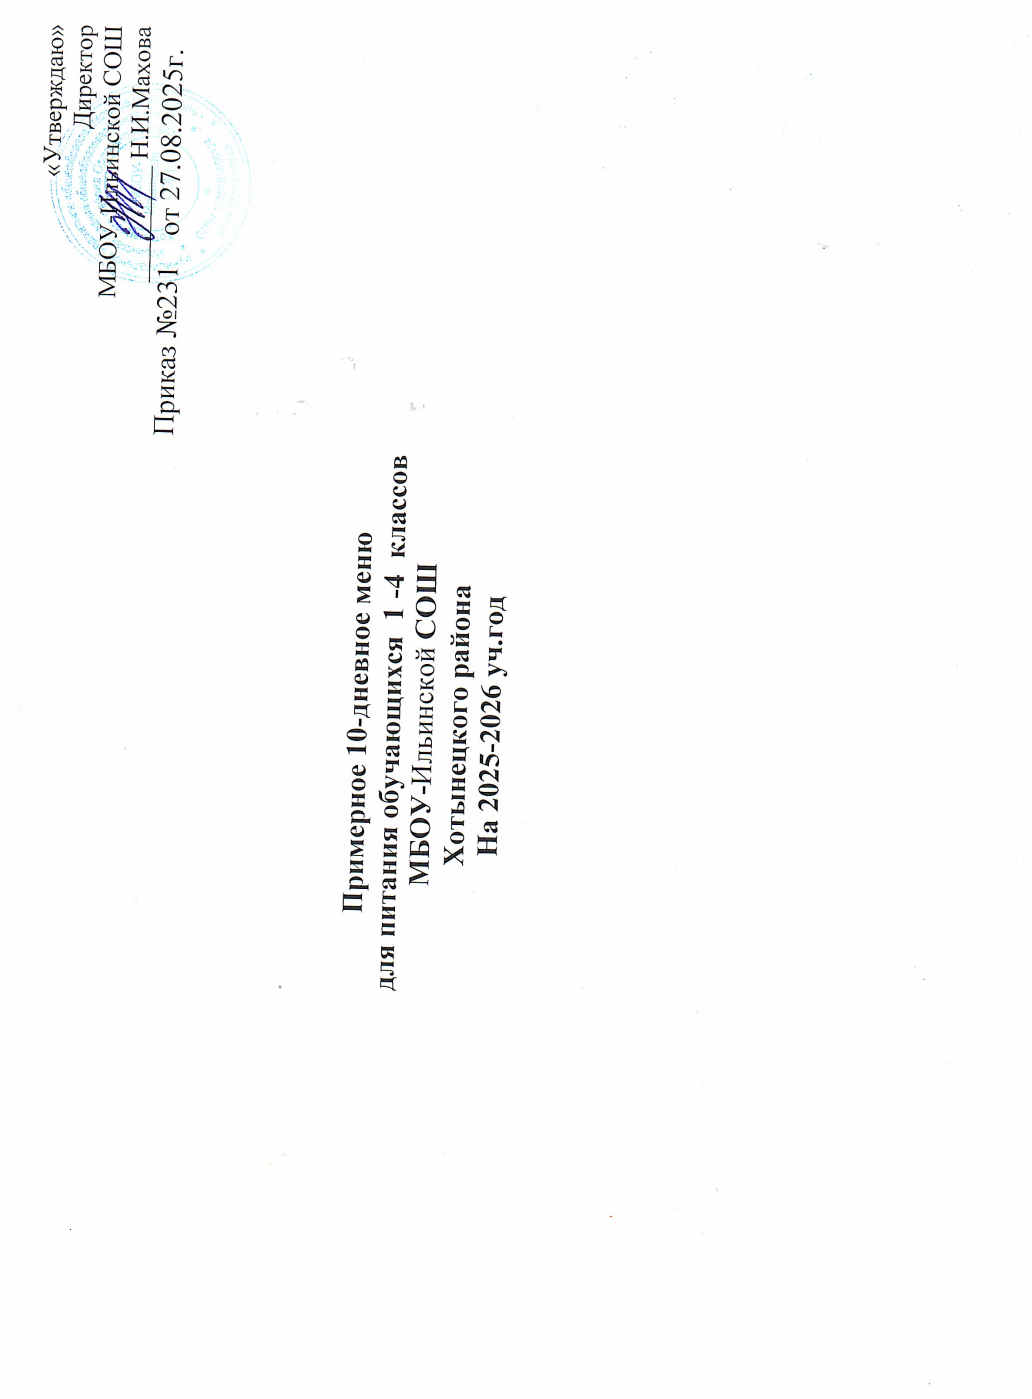 «Утверждаю»
Директор
МБОУ-Ильинской СОШ
Н.И.Махова
Приказ №231 от 27.08.2025г.
Примерное 10-дневное меню
для питания обучающихся 1 -4 классов
МБОУ-Ильинской СОШ
Хотынецкого района
На 2025-2026 уч.год